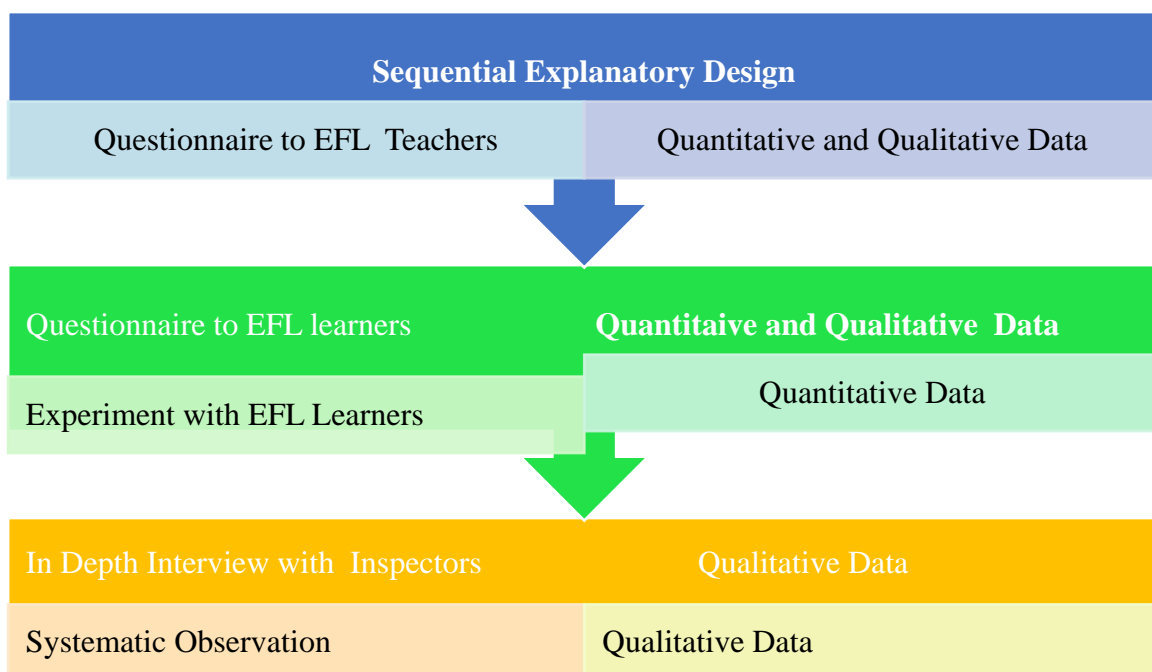 Sequential Explanatory Design
Questionnaire to EFL Teachers
Quantitative and Qualitative Data
Questionnaire to EFL learners
Quantitaive and Qualitative Data
Experiment with EFL Learners
Quantitative Data
In Depth Interview with Inspectors
Qualitative Data
Systematic Observation
Qualitative Data